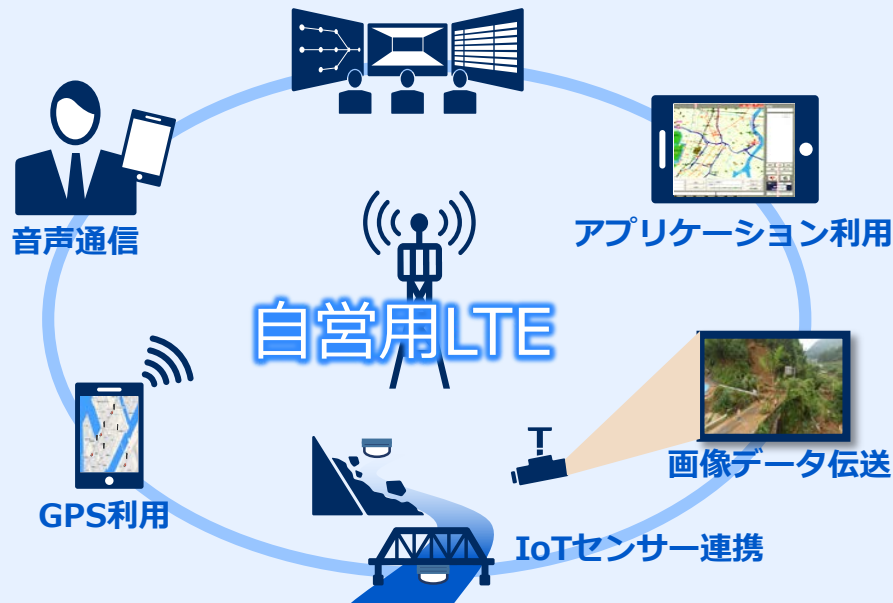 音声通信
アプリケーション利用
自営用LTE
画像データ伝送
GPS利用
IoTセンサー連携